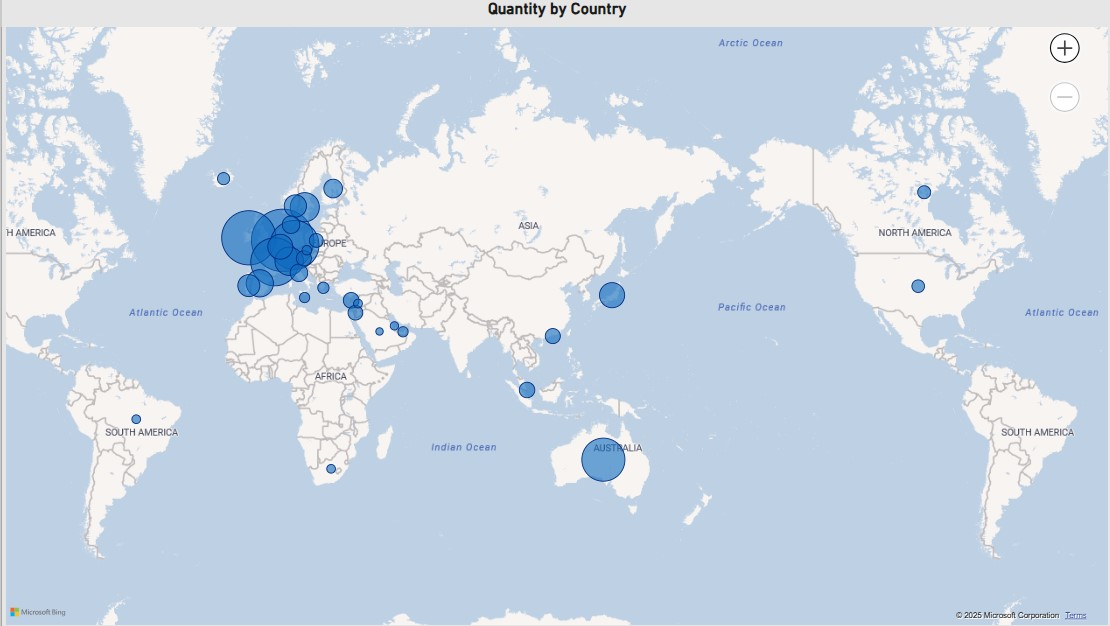 Quantity by Country
Arctic Ocean
ASIA
H AMERICA
EUROPE
NORTH AMERICA
Atlantic Ocean
Pacific Ocean
Atlantic Ocean
AFRICA
SOUTH AMERICA
Indian Ocean
AUSTRALIA
SOUTH AMERICA
Microsoft Bing
© 2025 Microsoft Corporation Terms